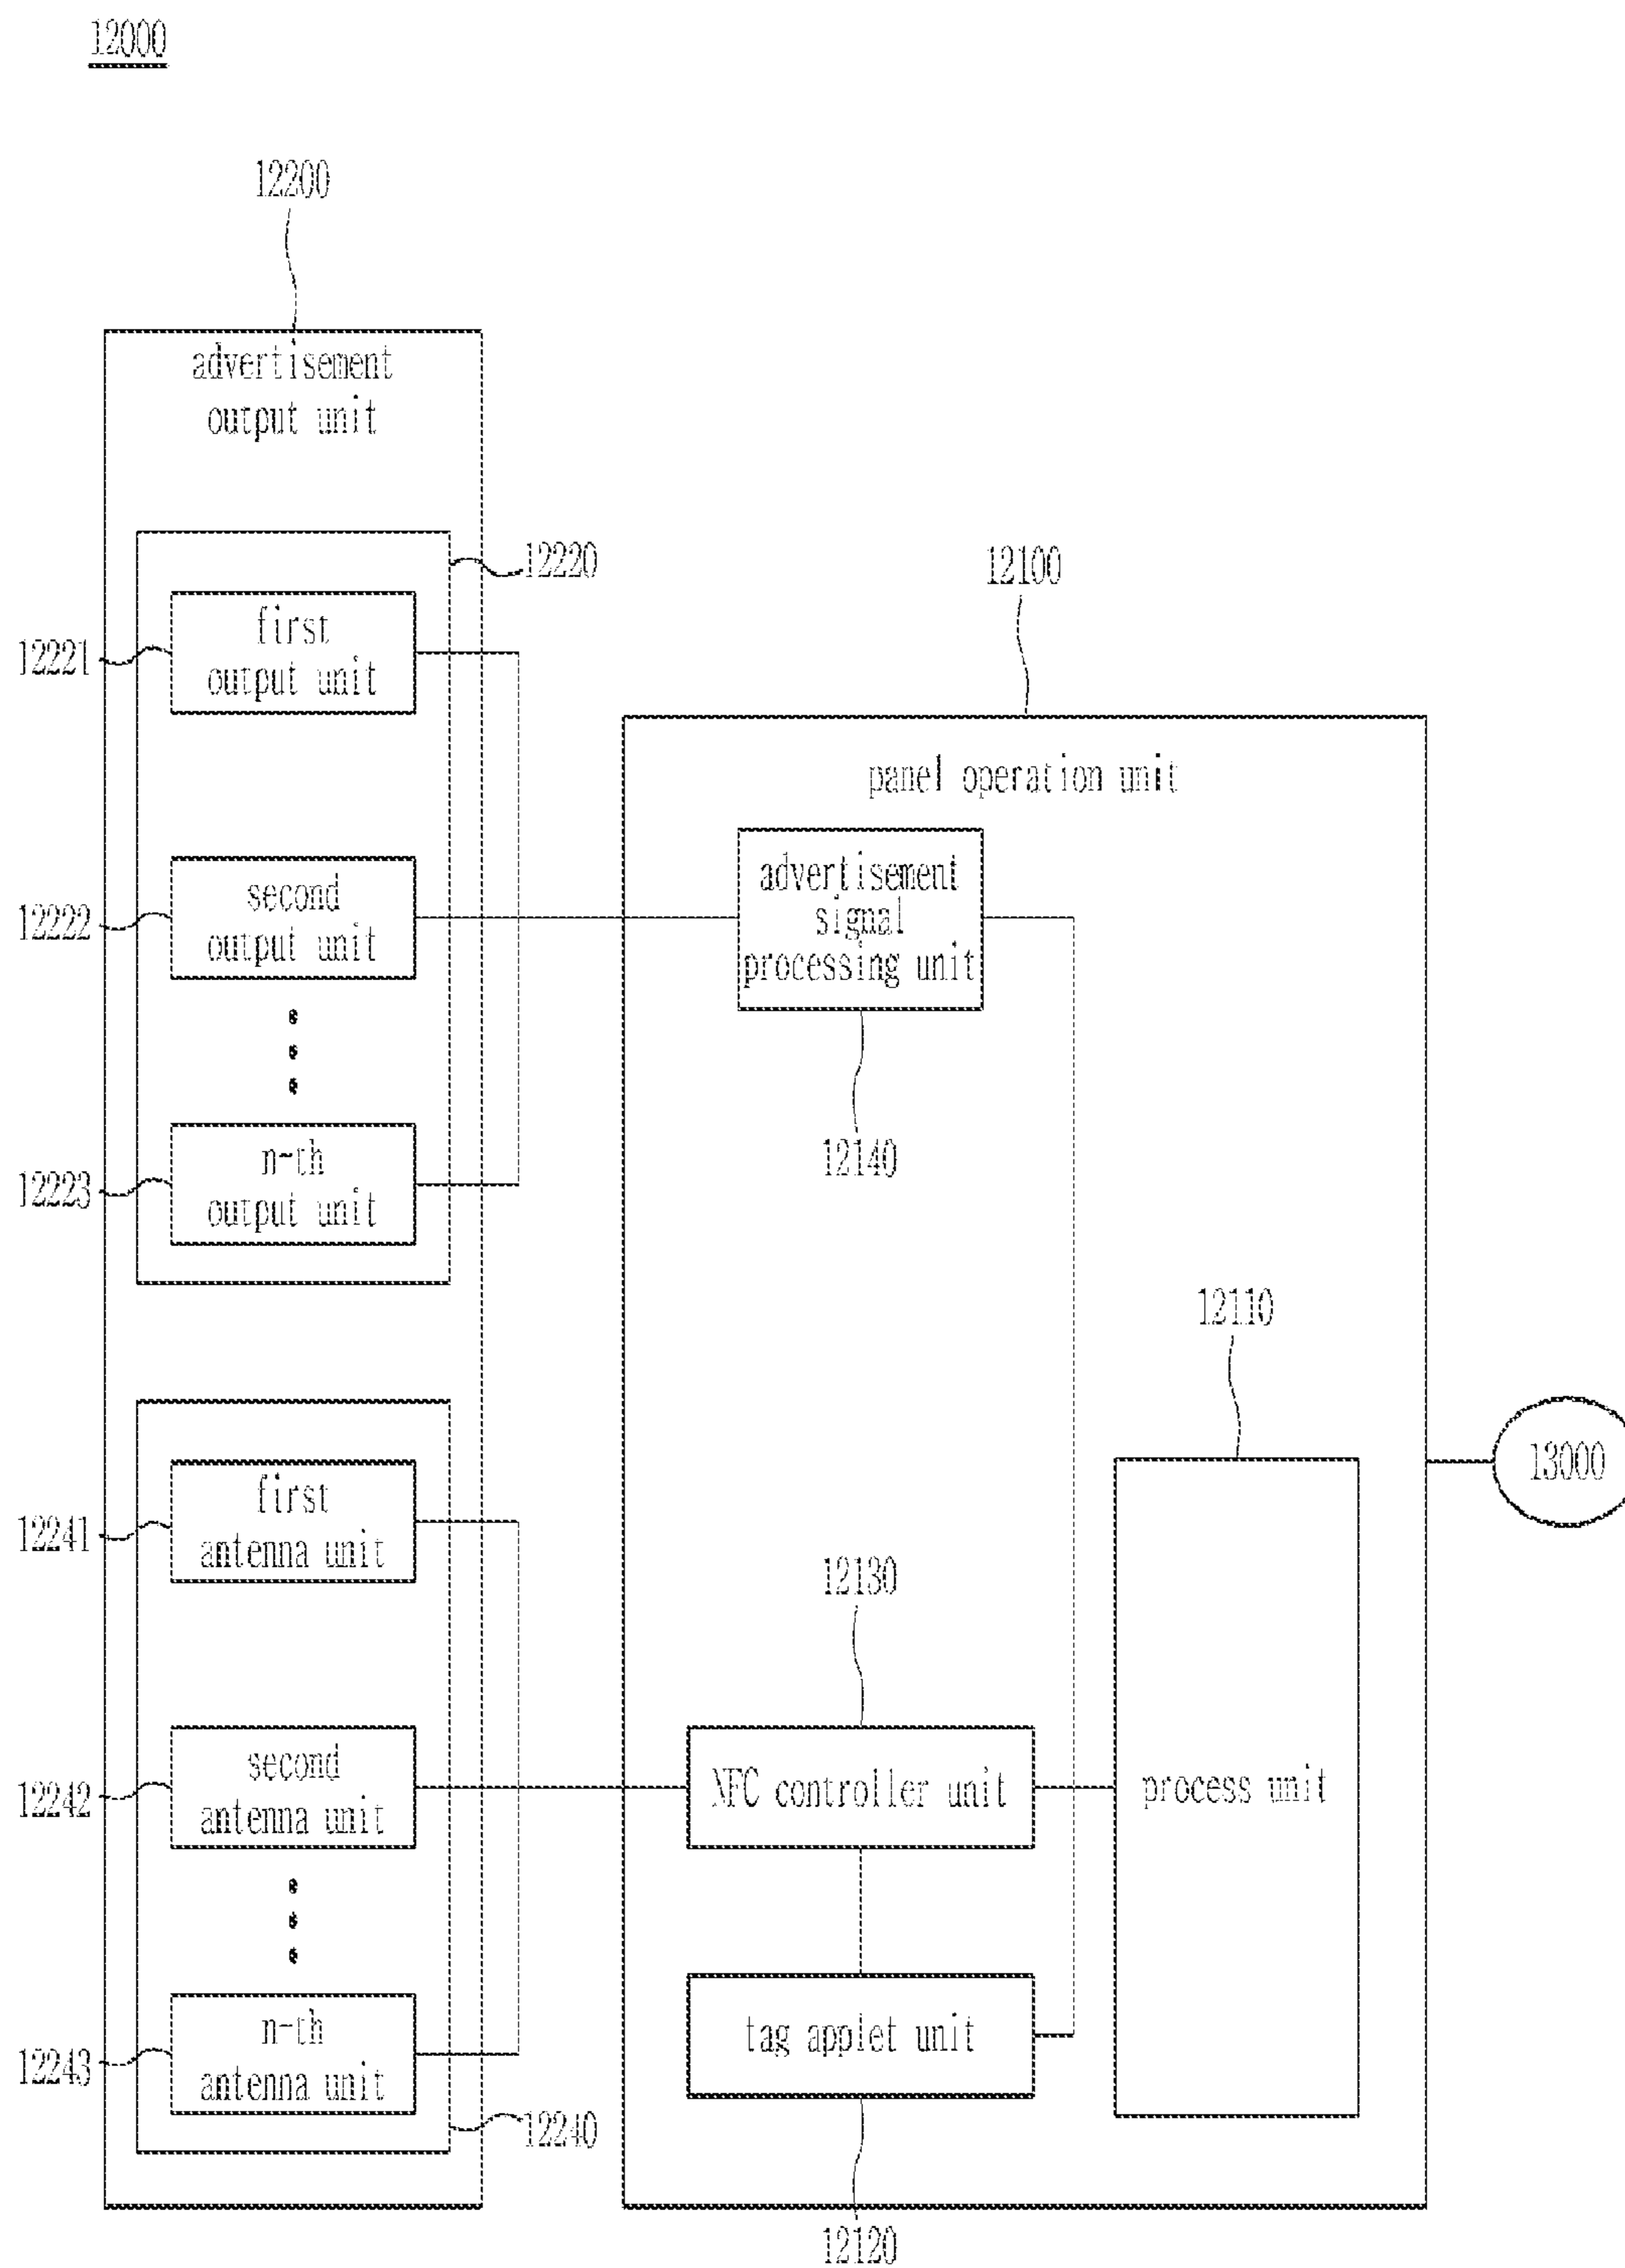 12000
12200
advertisement
output unit
12220
12221
first
output unit
12222
second
output unit
12223
n-th
output unit
12241
first
antenna unit
12242
second
antenna unit
12243
n-th
antenna unit
12240
12100
panel operation unit
advertisement
signal
processing unit
12140
12110
process unit
12130
NFC controller unit
tag applet unit
12120
13000